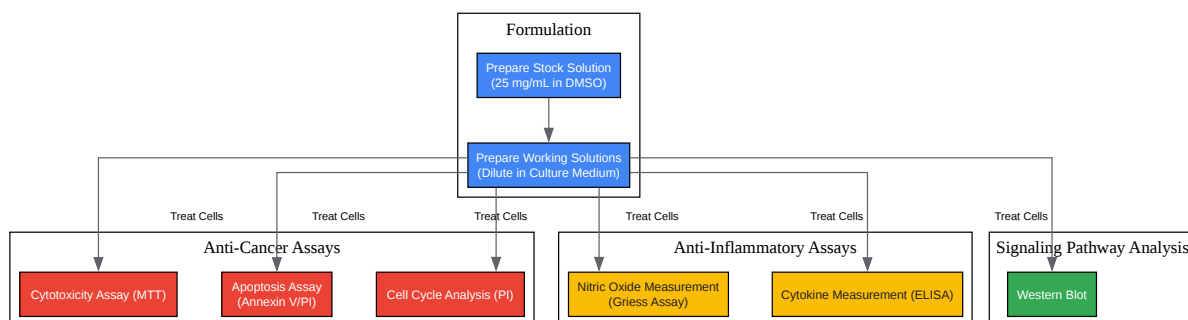 Formulation
Prepare Stock Solution
(25 mg/mL in DMSO)
Prepare Working Solutions
(Dilute in Culture Medium)
Treat Cells
Treat Cells
Treat Cells
Treat Cells
Treat Cells
Treat Cells
Anti-Cancer Assays
Cytotoxicity Assay (MTT)
Apoptosis Assay
(Annexin V/PI)
Cell Cycle Analysis (PI)
Anti-Inflammatory Assays
Nitric Oxide Measurement
(Griess Assay)
Cytokine Measurement (ELISA)
Signaling Pathway Analysis
Western Blot